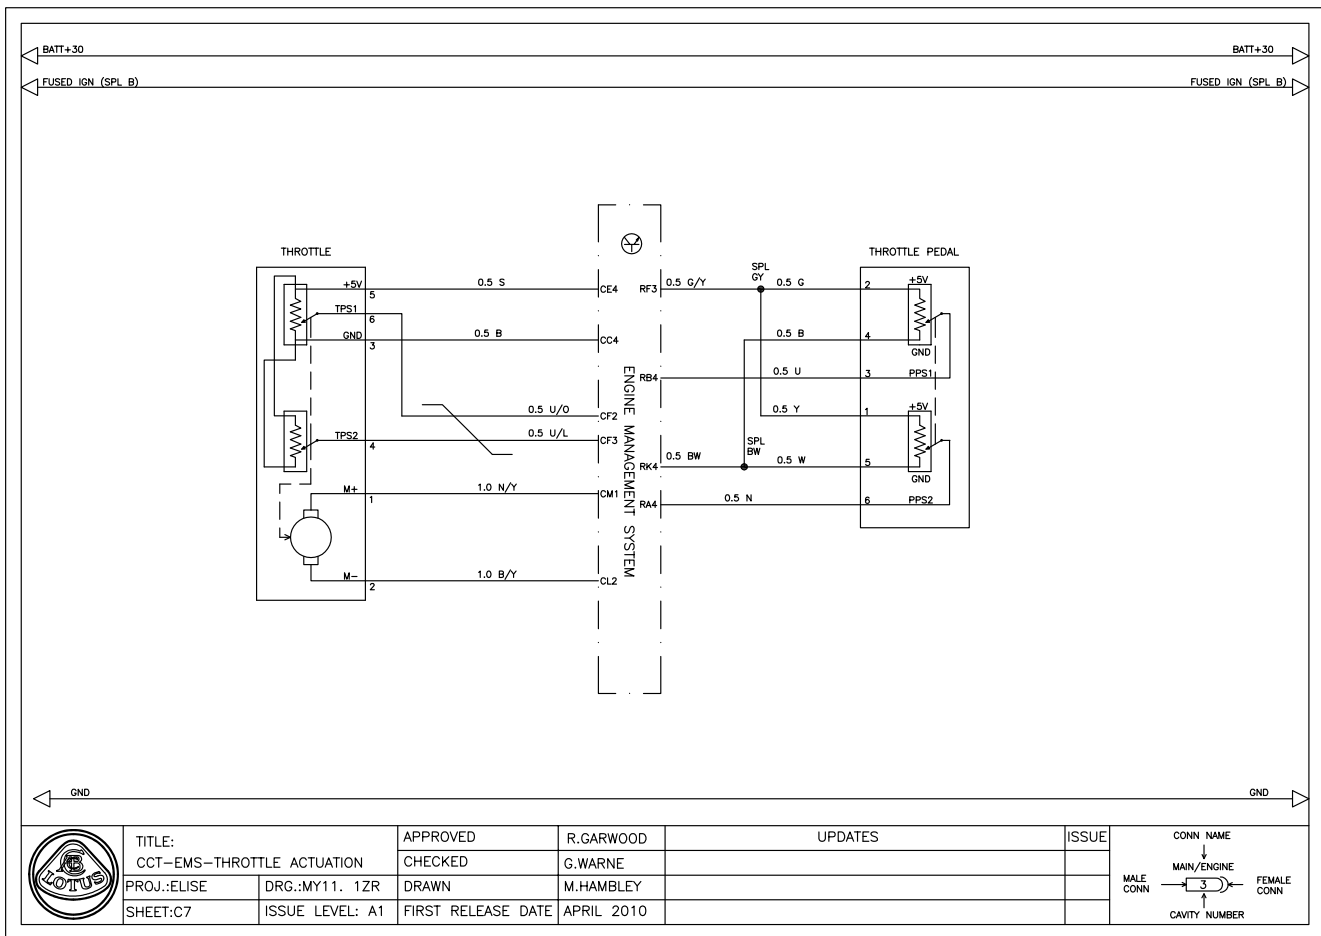 BATT+30 BATT+30
FUSED IGN (SPL B) FUSED IGN (SPL B)
THROTTLE
THROTTLE PEDAL
SPL
GY
+5V 5 0.5 S CE4
RF3 0.5 G/Y 0.5 G 2 +5V
TPS1 6
GND 3 0.5 B CC4
0.5 B 4 GND
RB4 0.5 U 3 PPS1
0.5 U/O CF2
0.5 Y 1 +5V
TPS2 4 0.5 U/L CF3
SPL
BW
0.5 BW RK4 0.5 W 5 GND
M+ 1 1.0 N/Y CM1
RA4 0.5 N 6 PPS2
M- 2 1.0 B/Y CL2
ENGINE MANAGEMENT SYSTEM
GND GND
LOTUS
TITLE:
CCT-EMS-THROTTLE ACTUATION
PROJ.:ELISE DRG.:MY11. 1ZR
SHEET:C7 ISSUE LEVEL: A1
APPROVED R.GARWOOD
CHECKED G.WARNE
DRAWN M.HAMBLEY
FIRST RELEASE DATE APRIL 2010
UPDATES ISSUE
CONN NAME
MAIN/ENGINE
MALE
CONN
3
FEMALE
CONN
CAVITY NUMBER